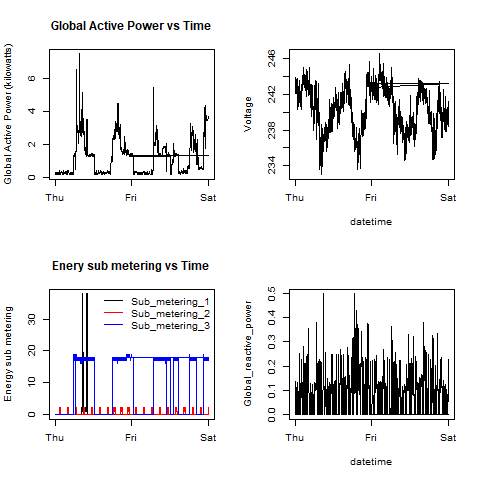 Global Active Power vs Time
Global Active Power (kilowatts)
0 2 4 6
Thu Fri Sat
Voltage
234 238 242 246
Thu Fri Sat
datetime
Enery sub metering vs Time
Energy sub metering
0 10 20 30
Sub_metering_1
Sub_metering_2
Sub_metering_3
Thu Fri Sat
Global_reactive_power
0.0 0.1 0.2 0.3 0.4 0.5
Thu Fri Sat
datetime